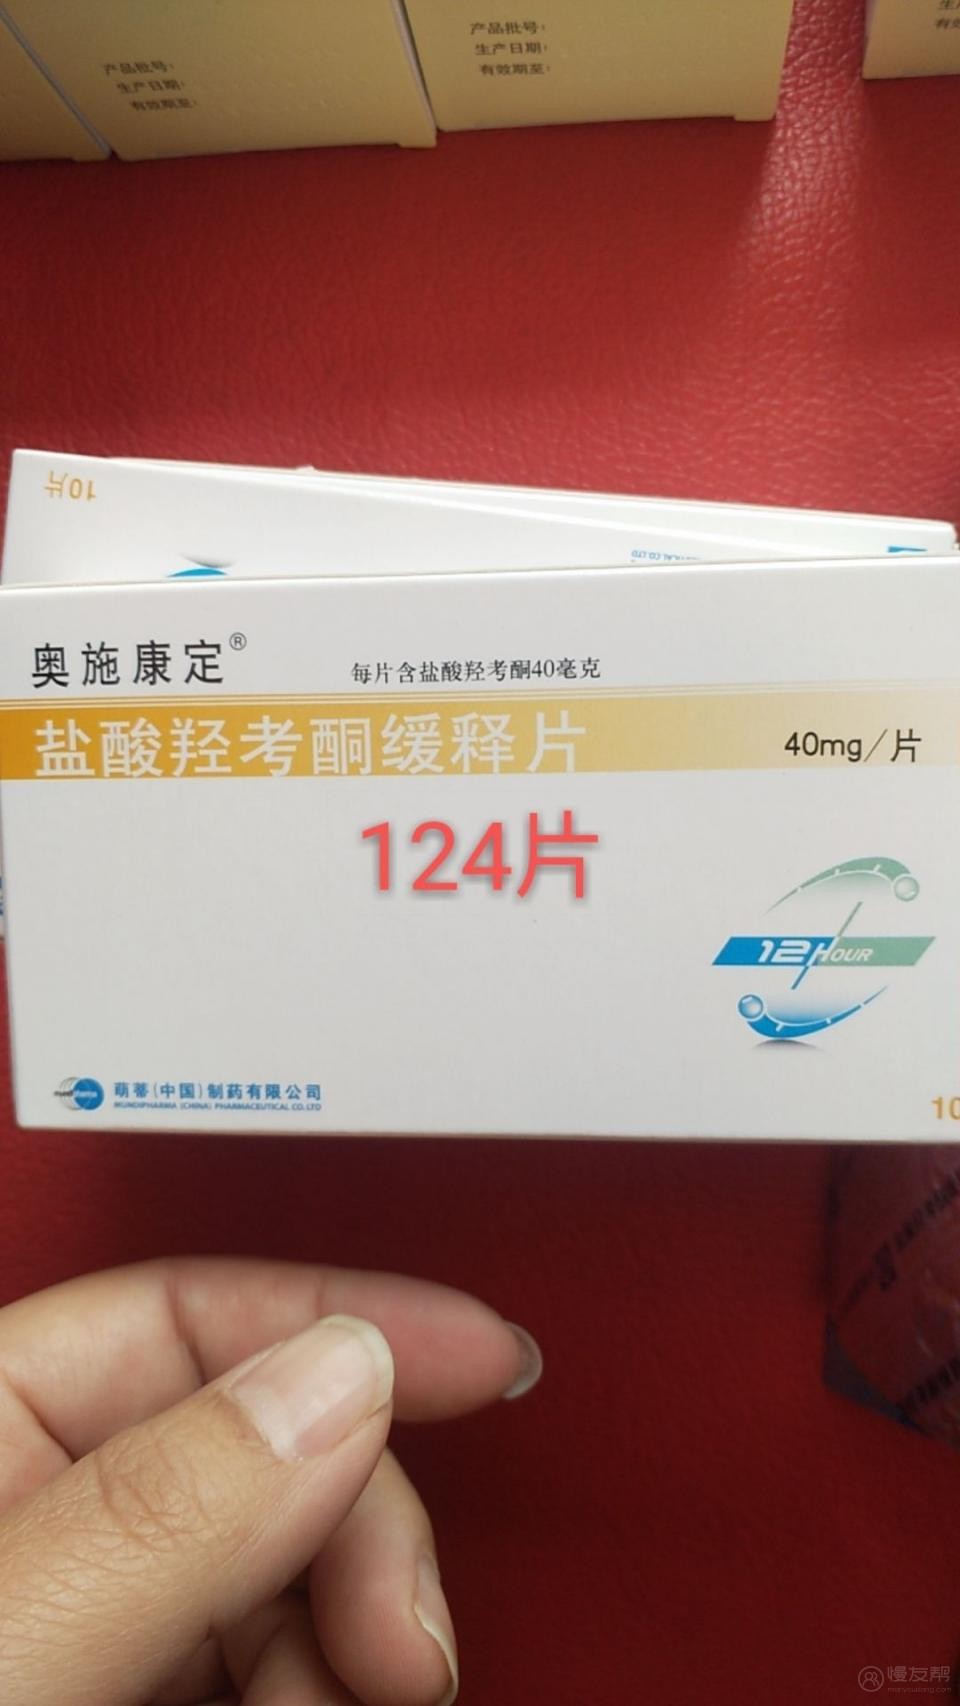 产品批号：
生产日期：
有效期至：
产品批号：
生产日期：
有效期至：
10片
奥施康定®
每片含盐酸羟考酮40毫克
盐酸羟考酮缓释片
40mg/片
124片
12HOUR
mundipharma
萌蒂(中国)制药有限公司
MUNDIPHARMA (CHINA) PHARMACEUTICAL CO. LTD
10
慢友帮